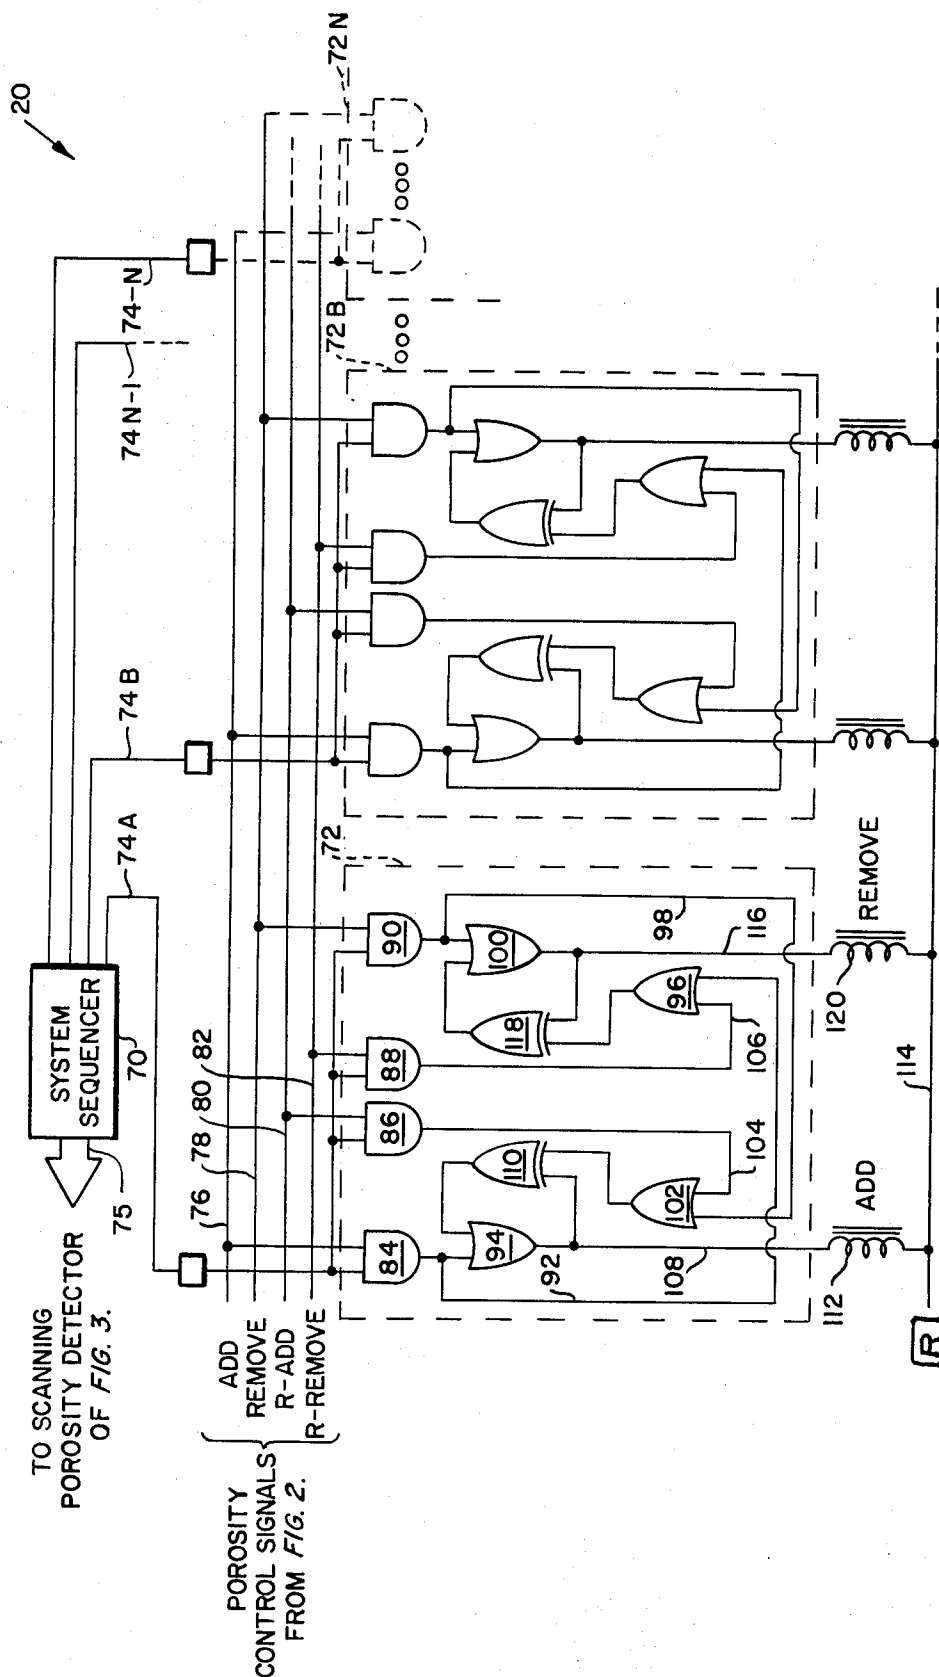 20
SYSTEM
SEQUENCER
70
75
TO SCANNING
POROSITY DETECTOR
OF FIG. 3.
74A
74B
74N-1
74-N
72N
POROSITY
CONTROL SIGNALS
FROM FIG. 2.
ADD
REMOVE
R-ADD
R-REMOVE
76
78
80
82
72
72B
84
86
88
90
92
94
110
118
100
102
96
98
104
106
108
116
112
ADD
120
REMOVE
114
R